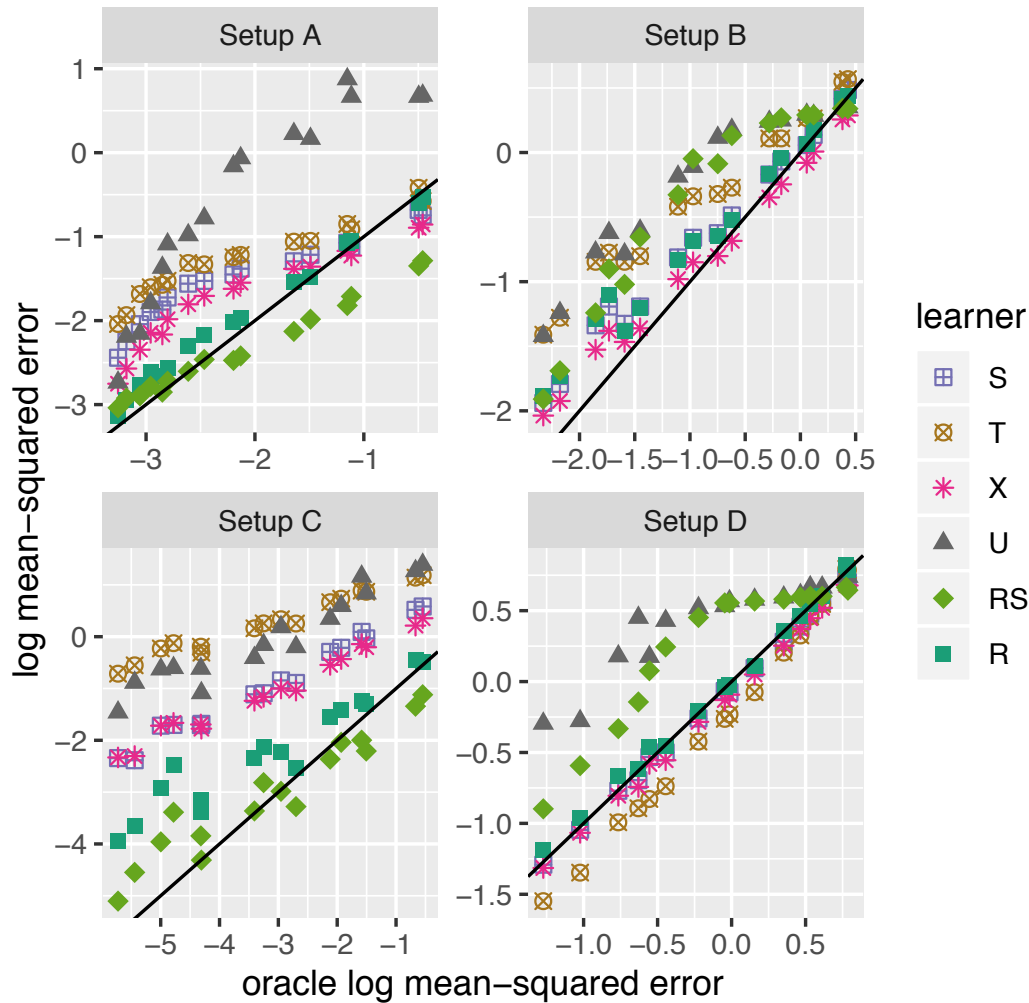 Setup A
Setup B
1
0
−1
−2
−3
0
−1
−2
−3
−2
−1
−2.0
−1.5
−1.0
−0.5
0.0
0.5
Setup C
Setup D
0
−2
−4
0.5
0.0
−0.5
−1.0
−1.5
−5
−4
−3
−2
−1
−1.0
−0.5
0.0
0.5
log mean−squared error
oracle log mean−squared error
learner
S
T
X
U
RS
R